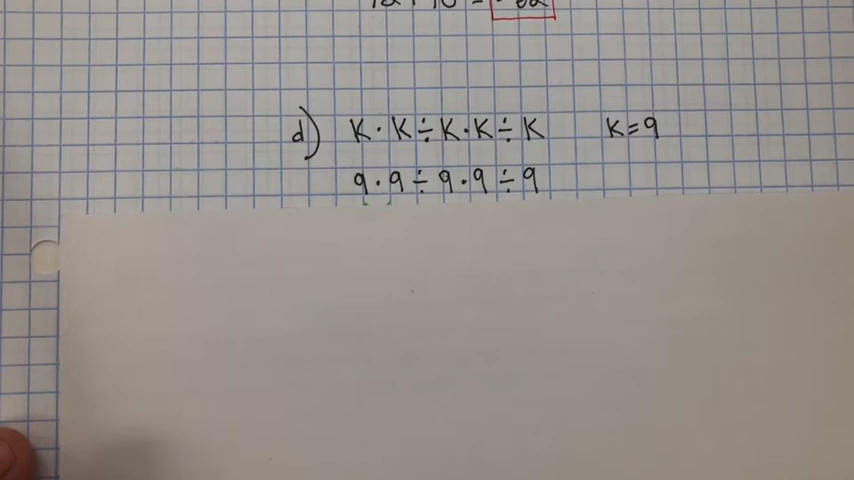 d) K · K ÷ K · K ÷ K K = 9
9 · 9 ÷ 9 · 9 ÷ 9